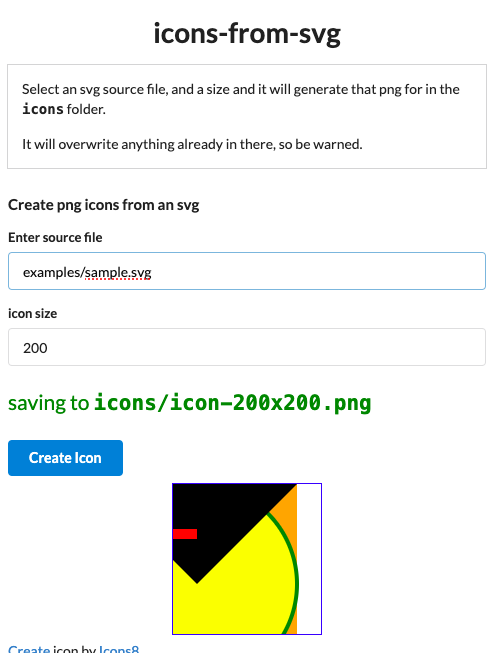 icons-from-svg
Select an svg source file, and a size and it will generate that png for in the
icons folder.
It will overwrite anything already in there, so be warned.
Create png icons from an svg
Enter source file
examples/sample.svg
icon size
200
saving to icons/icon-200x200.png
Create Icon
Create icon by Icons8